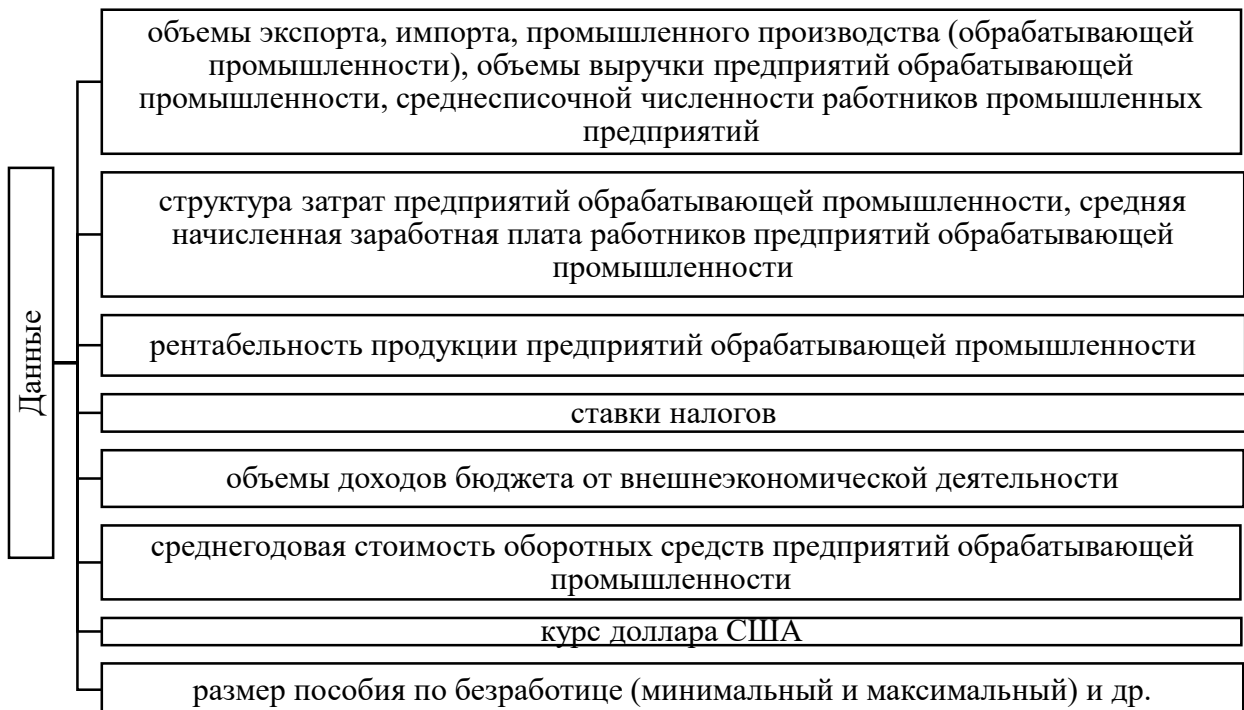 Данные
объемы экспорта, импорта, промышленного производства (обрабатывающей
промышленности), объемы выручки предприятий обрабатывающей
промышленности, среднесписочной численности работников промышленных
предприятий
структура затрат предприятий обрабатывающей промышленности, средняя
начисленная заработная плата работников предприятий обрабатывающей
промышленности
рентабельность продукции предприятий обрабатывающей промышленности
ставки налогов
объемы доходов бюджета от внешнеэкономической деятельности
среднегодовая стоимость оборотных средств предприятий обрабатывающей
промышленности
курс доллара США
размер пособия по безработице (минимальный и максимальный) и др.